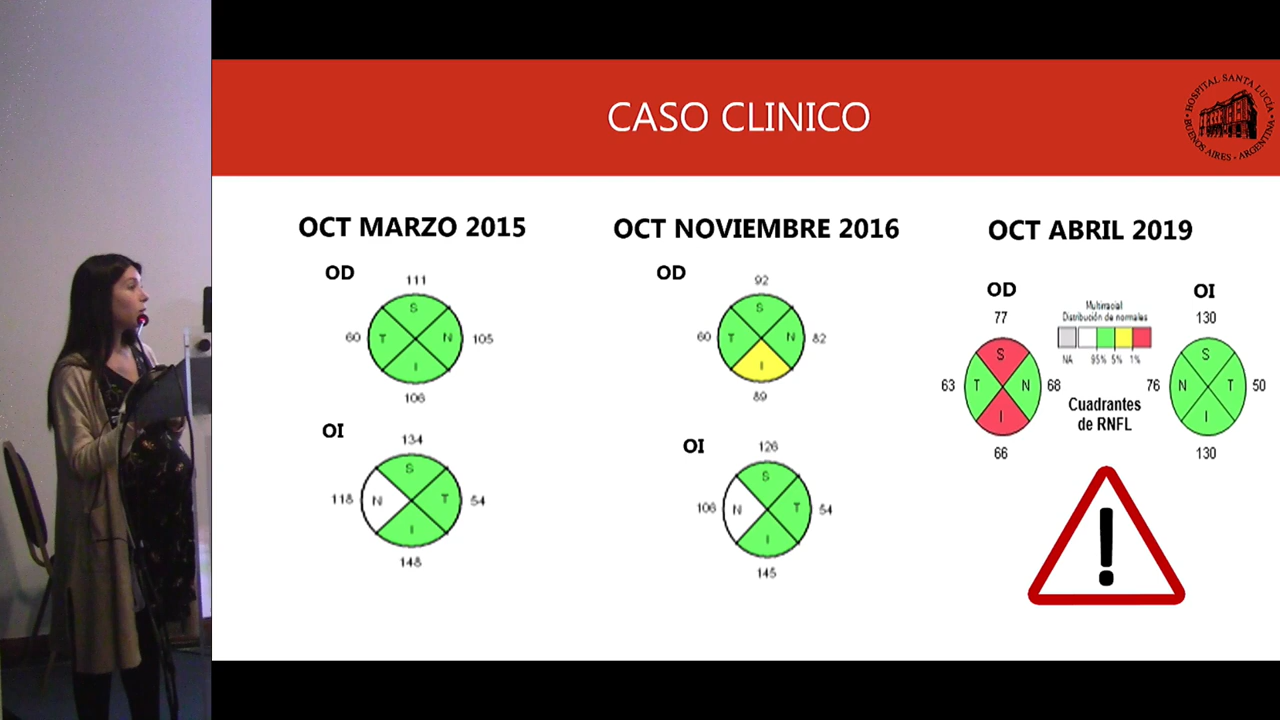 CASO CLINICO
HOSPITAL SANTA LUCÍA
BUENOS AIRES - ARGENTINA
OCT MARZO 2015
OD
111
S
60 T N 105
I
106
OI
134
S
118 N T 54
I
148
OCT NOVIEMBRE 2016
OD
92
S
60 T N 82
I
89
OI
126
S
106 N T 54
I
145
OCT ABRIL 2019
OD
77
S
63 T N 68
I
66
Multirracial
Distribución de normales
NA 95% 5% 1%
Cuadrantes
de RNFL
OI
130
S
76 N T 50
I
130
!